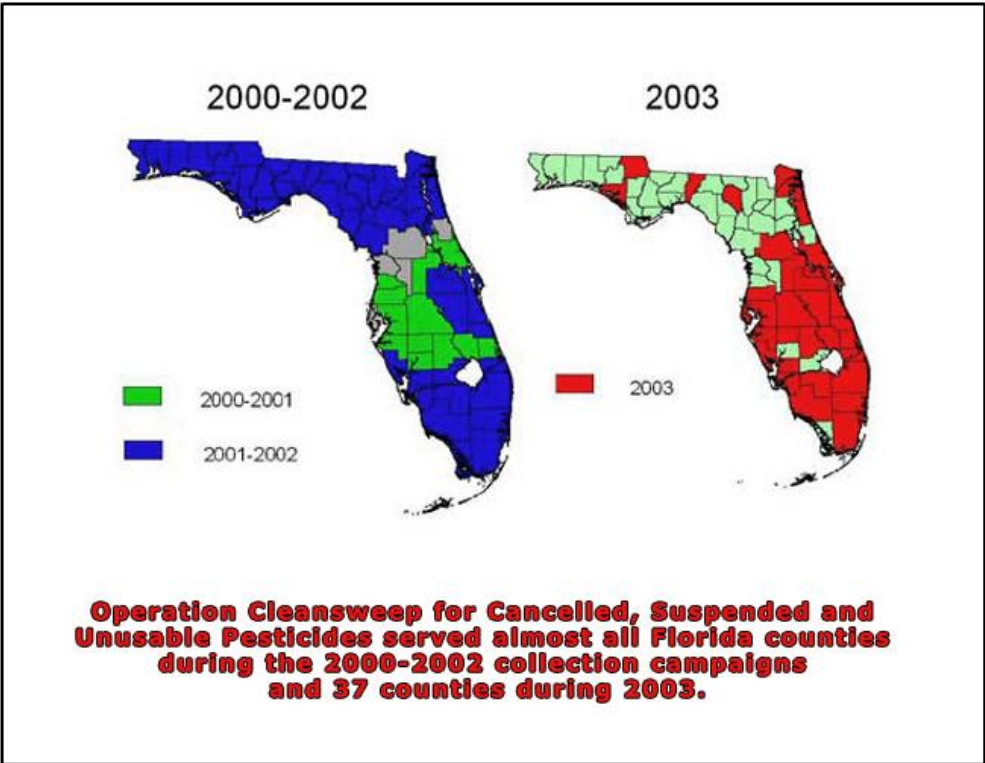 2000-2002
2003
2000-2001
2001-2002
2003
Operation Cleansweep for Cancelled, Suspended and
Unusable Pesticides served almost all Florida counties
during the 2000-2002 collection campaigns
and 37 counties during 2003.